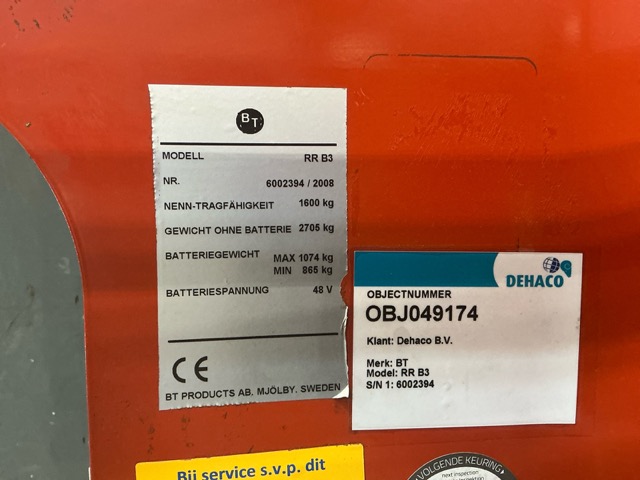 BT
MODELL RR B3
NR. 6002394 / 2008
NENN-TRAGFÄHIGKEIT 1600 kg
GEWICHT OHNE BATTERIE 2705 kg
BATTERIEGEWICHT MAX 1074 kg
MIN 865 kg
BATTERIESPANNUNG 48 V
CE
BT PRODUCTS AB. MJÖLBY. SWEDEN
DEHACO
OBJECTNUMMER
OBJ049174
Klant: Dehaco B.V.
Merk: BT
Model: RR B3
S/N 1: 6002394
Bij service s.v.p. dit
VOLGENDE KEURING
next inspection